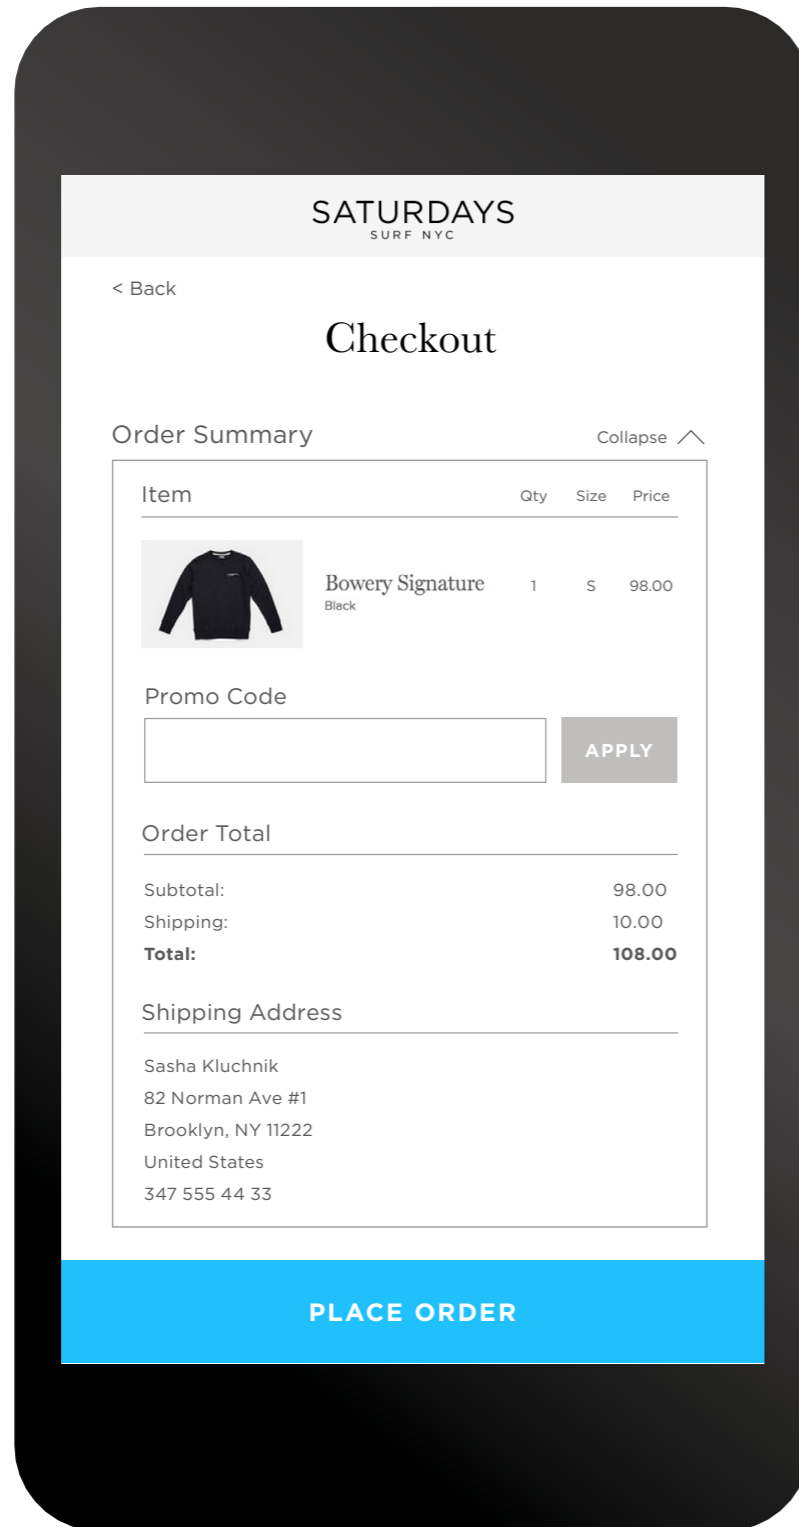 SATURDAYS
SURF NYC
< Back
Checkout
Order Summary Collapse
Item Qty Size Price
Bowery Signature 1 S 98.00
Black
Promo Code
APPLY
Order Total
Subtotal: 98.00
Shipping: 10.00
Total: 108.00
Shipping Address
Sasha Kluchnik
82 Norman Ave #1
Brooklyn, NY 11222
United States
347 555 44 33
PLACE ORDER